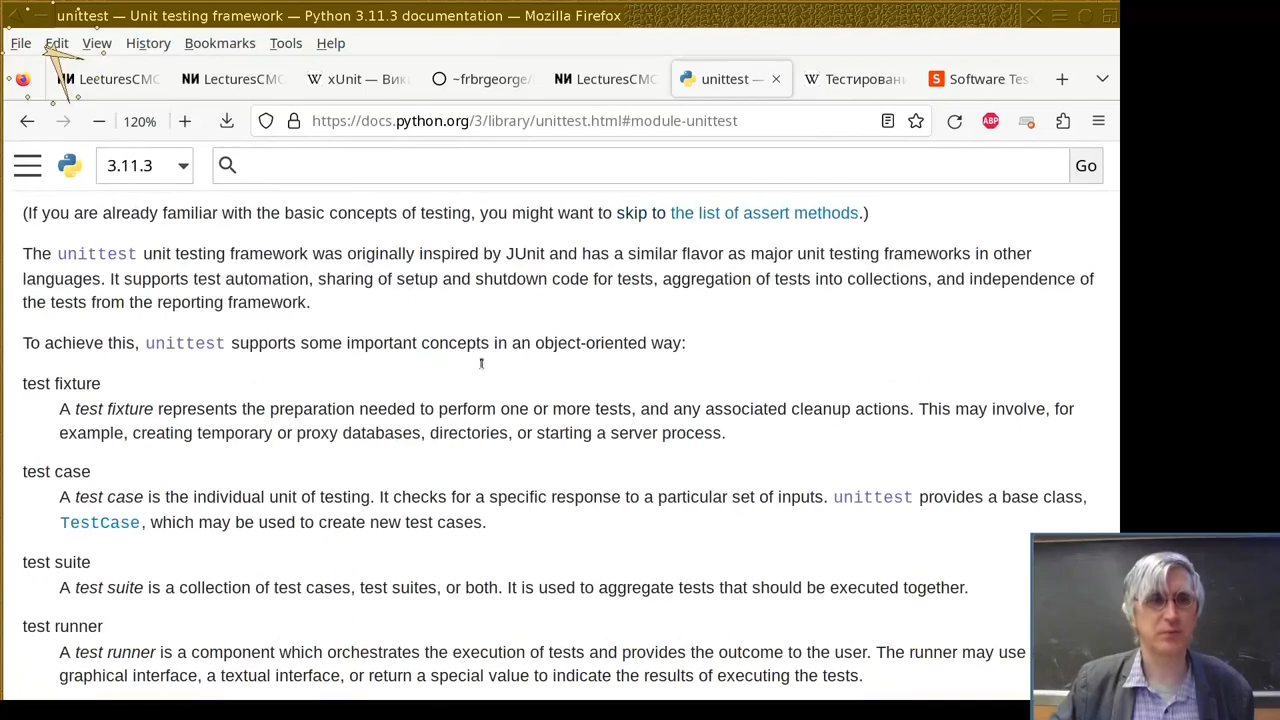 unittest — Unit testing framework — Python 3.11.3 documentation — Mozilla Firefox
File Edit View History Bookmarks Tools Help
LecturesCMC LecturesCMC xUnit — Вик ~frbrgeorge/ LecturesCMC unittest — Тестирован Software Tes
120% https://docs.python.org/3/library/unittest.html#module-unittest ABP
3.11.3 Go
(If you are already familiar with the basic concepts of testing, you might want to skip to the list of assert methods.)
The unittest unit testing framework was originally inspired by JUnit and has a similar flavor as major unit testing frameworks in other
languages. It supports test automation, sharing of setup and shutdown code for tests, aggregation of tests into collections, and independence of
the tests from the reporting framework.
To achieve this, unittest supports some important concepts in an object-oriented way:
test fixture
A test fixture represents the preparation needed to perform one or more tests, and any associated cleanup actions. This may involve, for
example, creating temporary or proxy databases, directories, or starting a server process.
test case
A test case is the individual unit of testing. It checks for a specific response to a particular set of inputs. unittest provides a base class,
TestCase, which may be used to create new test cases.
test suite
A test suite is a collection of test cases, test suites, or both. It is used to aggregate tests that should be executed together.
test runner
A test runner is a component which orchestrates the execution of tests and provides the outcome to the user. The runner may use
graphical interface, a textual interface, or return a special value to indicate the results of executing the tests.